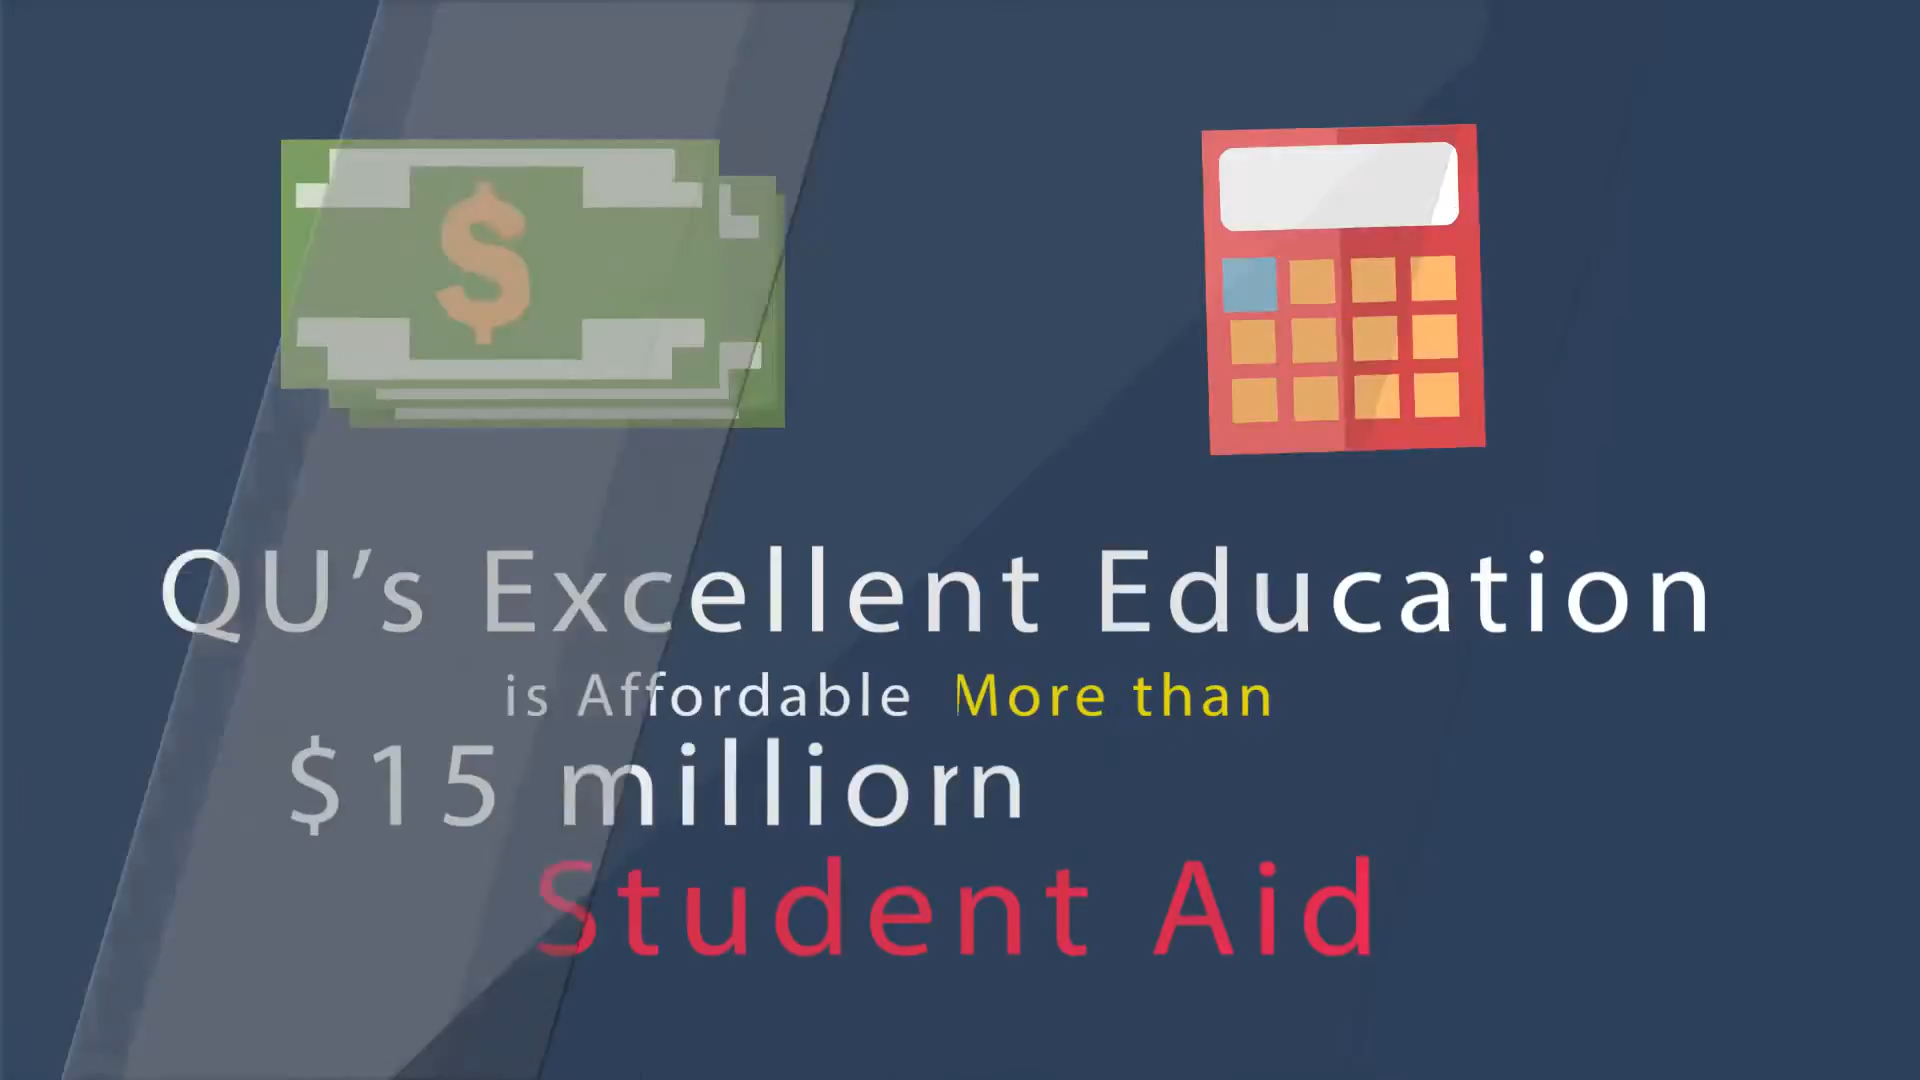 $
QU's Excellent Education
is Affordable More than
$15 milliorn
Student Aid